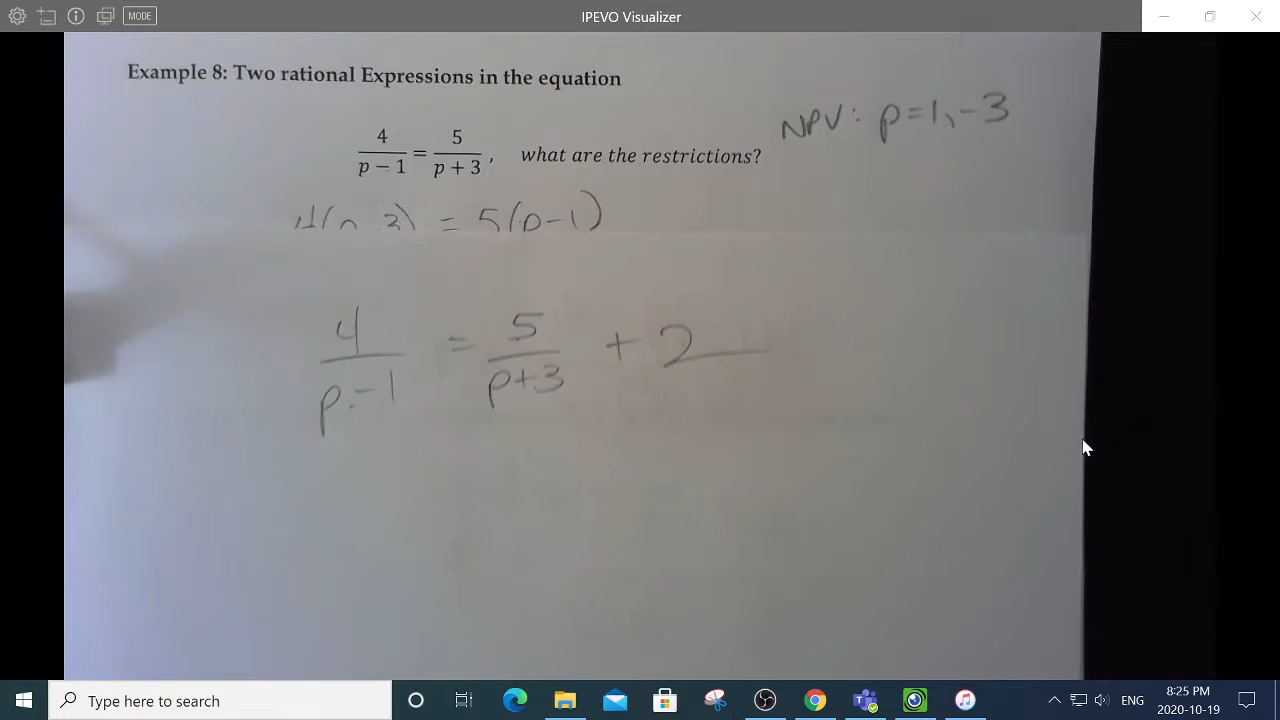 IPEVO Visualizer
MODE
Example 8: Two rational Expressions in the equation
NPV: p=1,-3
4/(p − 1) = 5/(p + 3), what are the restrictions?
= 5(p-1)
4/(p-1) = 5/(p+3) + 2
Type here to search
ENG
8:25 PM
2020-10-19